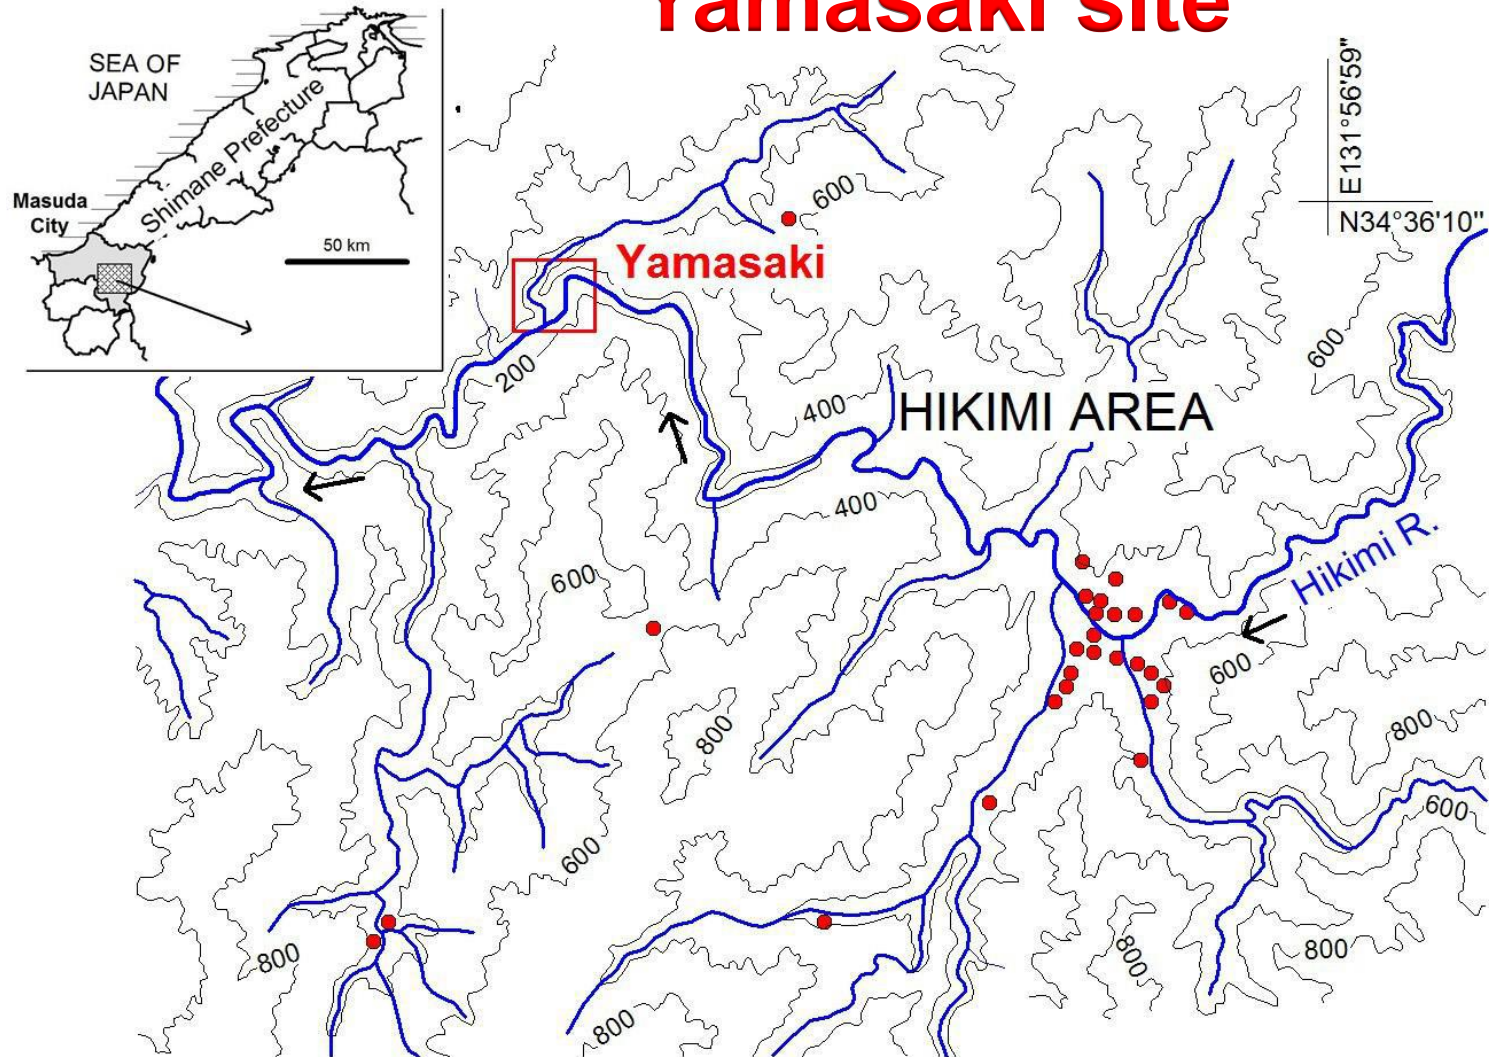 Yamasaki site
SEA OF
JAPAN
Shimane Prefecture
Masuda
City
50 km
E131°56'59"
N34°36'10"
600
Yamasaki
600
200
400
HIKIMI AREA
400
Hikimi R.
600
600
800
800
600
600
800
800
800
800